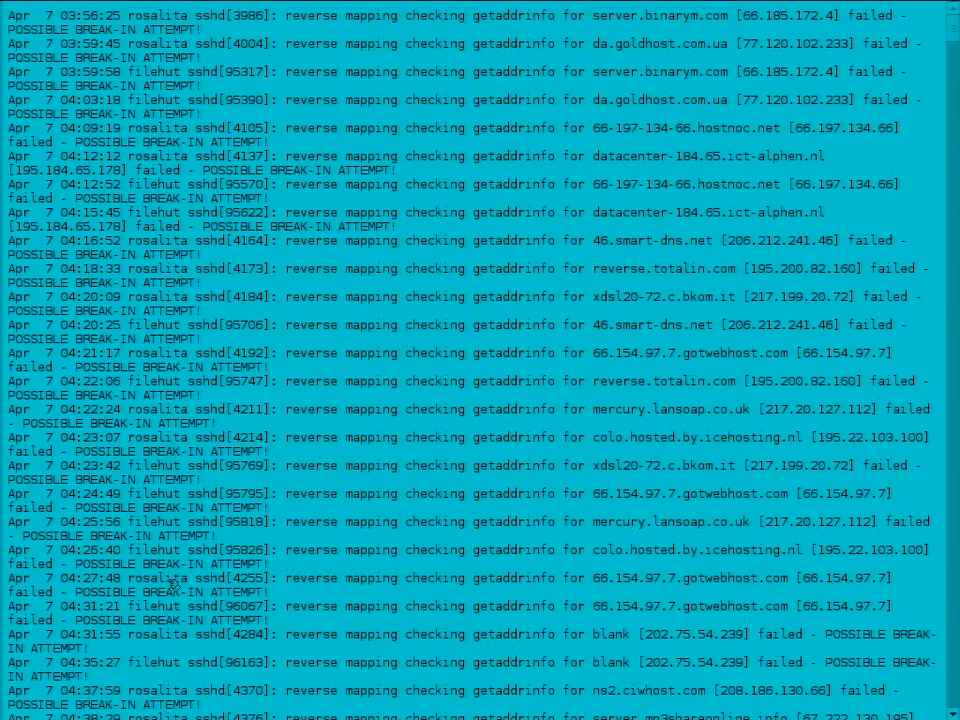 Apr  7 03:56:25 rosalita sshd[3986]: reverse mapping checking getaddrinfo for server.binarym.com [66.185.172.4] failed -
POSSIBLE BREAK-IN ATTEMPT!
Apr  7 03:59:45 rosalita sshd[4004]: reverse mapping checking getaddrinfo for da.goldhost.com.ua [77.120.102.233] failed -
POSSIBLE BREAK-IN ATTEMPT!
Apr  7 03:59:58 filehut sshd[95317]: reverse mapping checking getaddrinfo for server.binarym.com [66.185.172.4] failed -
POSSIBLE BREAK-IN ATTEMPT!
Apr  7 04:03:18 filehut sshd[95390]: reverse mapping checking getaddrinfo for da.goldhost.com.ua [77.120.102.233] failed -
POSSIBLE BREAK-IN ATTEMPT!
Apr  7 04:09:19 rosalita sshd[4105]: reverse mapping checking getaddrinfo for 66-197-134-66.hostnoc.net [66.197.134.66]
failed - POSSIBLE BREAK-IN ATTEMPT!
Apr  7 04:12:12 rosalita sshd[4137]: reverse mapping checking getaddrinfo for datacenter-184.65.ict-alphen.nl
[195.184.65.178] failed - POSSIBLE BREAK-IN ATTEMPT!
Apr  7 04:12:52 filehut sshd[95570]: reverse mapping checking getaddrinfo for 66-197-134-66.hostnoc.net [66.197.134.66]
failed - POSSIBLE BREAK-IN ATTEMPT!
Apr  7 04:15:45 filehut sshd[95622]: reverse mapping checking getaddrinfo for datacenter-184.65.ict-alphen.nl
[195.184.65.178] failed - POSSIBLE BREAK-IN ATTEMPT!
Apr  7 04:16:52 rosalita sshd[4164]: reverse mapping checking getaddrinfo for 46.smart-dns.net [206.212.241.46] failed -
POSSIBLE BREAK-IN ATTEMPT!
Apr  7 04:18:33 rosalita sshd[4173]: reverse mapping checking getaddrinfo for reverse.totalin.com [195.200.82.160] failed -
POSSIBLE BREAK-IN ATTEMPT!
Apr  7 04:20:09 rosalita sshd[4184]: reverse mapping checking getaddrinfo for xdsl20-72.c.bkom.it [217.199.20.72] failed -
POSSIBLE BREAK-IN ATTEMPT!
Apr  7 04:20:25 filehut sshd[95706]: reverse mapping checking getaddrinfo for 46.smart-dns.net [206.212.241.46] failed -
POSSIBLE BREAK-IN ATTEMPT!
Apr  7 04:21:17 rosalita sshd[4192]: reverse mapping checking getaddrinfo for 66.154.97.7.gotwebhost.com [66.154.97.7]
failed - POSSIBLE BREAK-IN ATTEMPT!
Apr  7 04:22:06 filehut sshd[95747]: reverse mapping checking getaddrinfo for reverse.totalin.com [195.200.82.160] failed -
POSSIBLE BREAK-IN ATTEMPT!
Apr  7 04:22:24 rosalita sshd[4211]: reverse mapping checking getaddrinfo for mercury.lansoap.co.uk [217.20.127.112] failed
- POSSIBLE BREAK-IN ATTEMPT!
Apr  7 04:23:07 rosalita sshd[4214]: reverse mapping checking getaddrinfo for colo.hosted.by.icehosting.nl [195.22.103.100]
failed - POSSIBLE BREAK-IN ATTEMPT!
Apr  7 04:23:42 filehut sshd[95769]: reverse mapping checking getaddrinfo for xdsl20-72.c.bkom.it [217.199.20.72] failed -
POSSIBLE BREAK-IN ATTEMPT!
Apr  7 04:24:49 filehut sshd[95795]: reverse mapping checking getaddrinfo for 66.154.97.7.gotwebhost.com [66.154.97.7]
failed - POSSIBLE BREAK-IN ATTEMPT!
Apr  7 04:25:56 filehut sshd[95818]: reverse mapping checking getaddrinfo for mercury.lansoap.co.uk [217.20.127.112] failed
- POSSIBLE BREAK-IN ATTEMPT!
Apr  7 04:26:40 filehut sshd[95826]: reverse mapping checking getaddrinfo for colo.hosted.by.icehosting.nl [195.22.103.100]
failed - POSSIBLE BREAK-IN ATTEMPT!
Apr  7 04:27:48 rosalita sshd[4255]: reverse mapping checking getaddrinfo for 66.154.97.7.gotwebhost.com [66.154.97.7]
failed - POSSIBLE BREAK-IN ATTEMPT!
Apr  7 04:31:21 filehut sshd[96067]: reverse mapping checking getaddrinfo for 66.154.97.7.gotwebhost.com [66.154.97.7]
failed - POSSIBLE BREAK-IN ATTEMPT!
Apr  7 04:31:55 rosalita sshd[4284]: reverse mapping checking getaddrinfo for blank [202.75.54.239] failed - POSSIBLE BREAK-
IN ATTEMPT!
Apr  7 04:35:27 filehut sshd[96163]: reverse mapping checking getaddrinfo for blank [202.75.54.239] failed - POSSIBLE BREAK-
IN ATTEMPT!
Apr  7 04:37:59 rosalita sshd[4370]: reverse mapping checking getaddrinfo for ns2.ciwhost.com [208.186.130.66] failed -
POSSIBLE BREAK-IN ATTEMPT!
Apr  7 04:38:29 rosalita sshd[4376]: reverse mapping checking getaddrinfo for server.mp3shareonline.info [67.222.130.195]